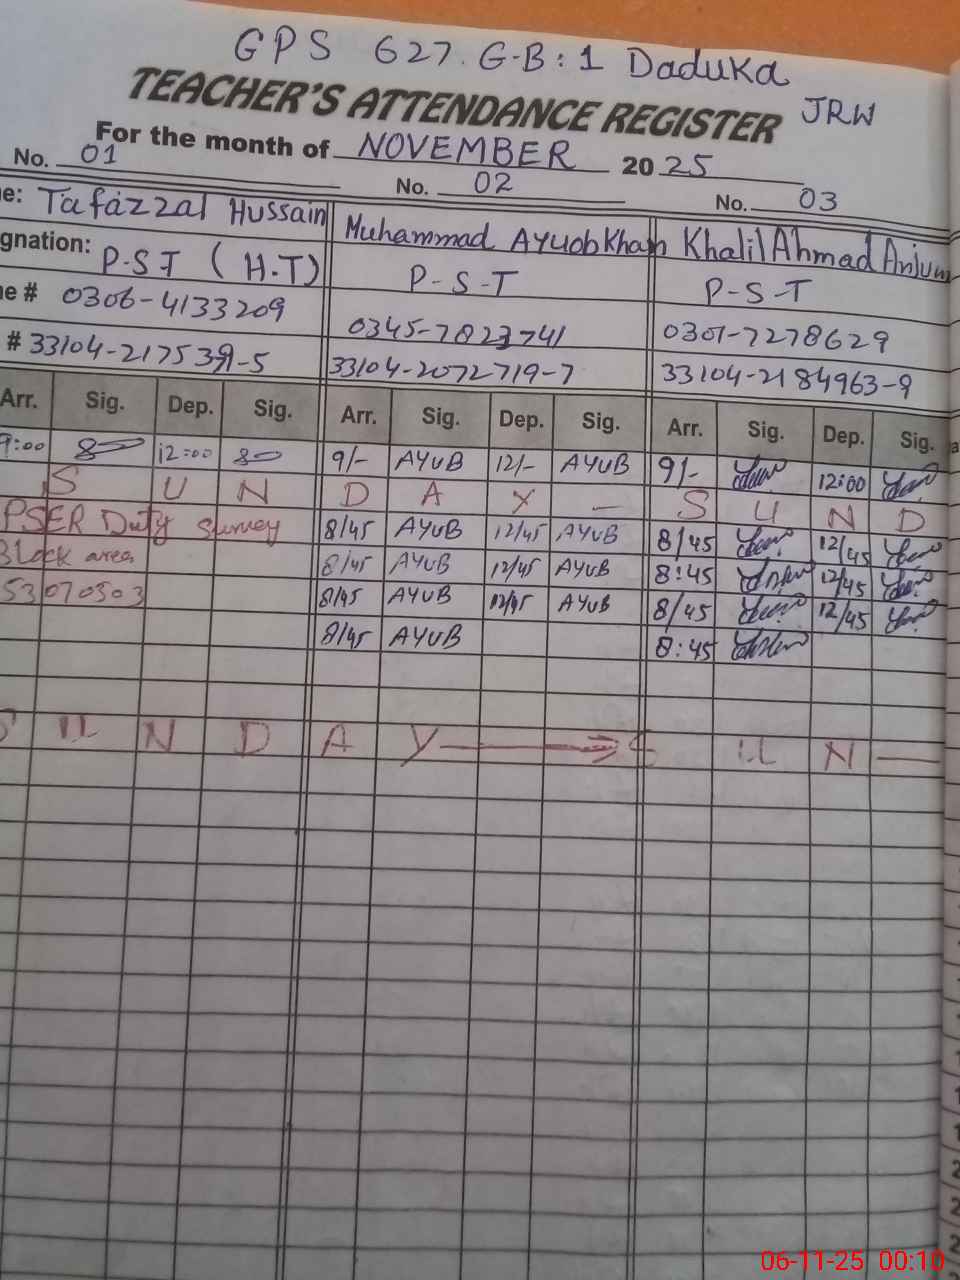 GPS 627. G-B:1 Daduka
TEACHER'S ATTENDANCE REGISTER JRW
For the month of NOVEMBER 2025
No. 01 No. 02 No. 03
e: Tafazzal Hussain Muhammad Ayuob Khan Khalil Ahmad Anjum
gnation: P-S-T (H.T) P-S-T P-S-T
e # 0306-4133209 0345-7823741 0301-7278629
# 33104-2175391-5 33104-2072719-7 33104-2184963-9
Arr. Sig. Dep. Sig. Arr. Sig. Dep. Sig. Arr. Sig. Dep. Sig.
9:00 12:00 9/- AYUB 12/- AYUB 9/- 12:00
S U N D A Y — S U N D
PSER Duty Survey 8/45 AYUB 12/45 AYUB 8/45 12/45
Block area 8/45 AYUB 12/45 AYUB 8:45 12/45
53070503 8/45 AYUB 12/45 AYUB 8/45 12/45
8/45 AYUB 8:45
S U N D A Y S U N —
06-11-25 00:10